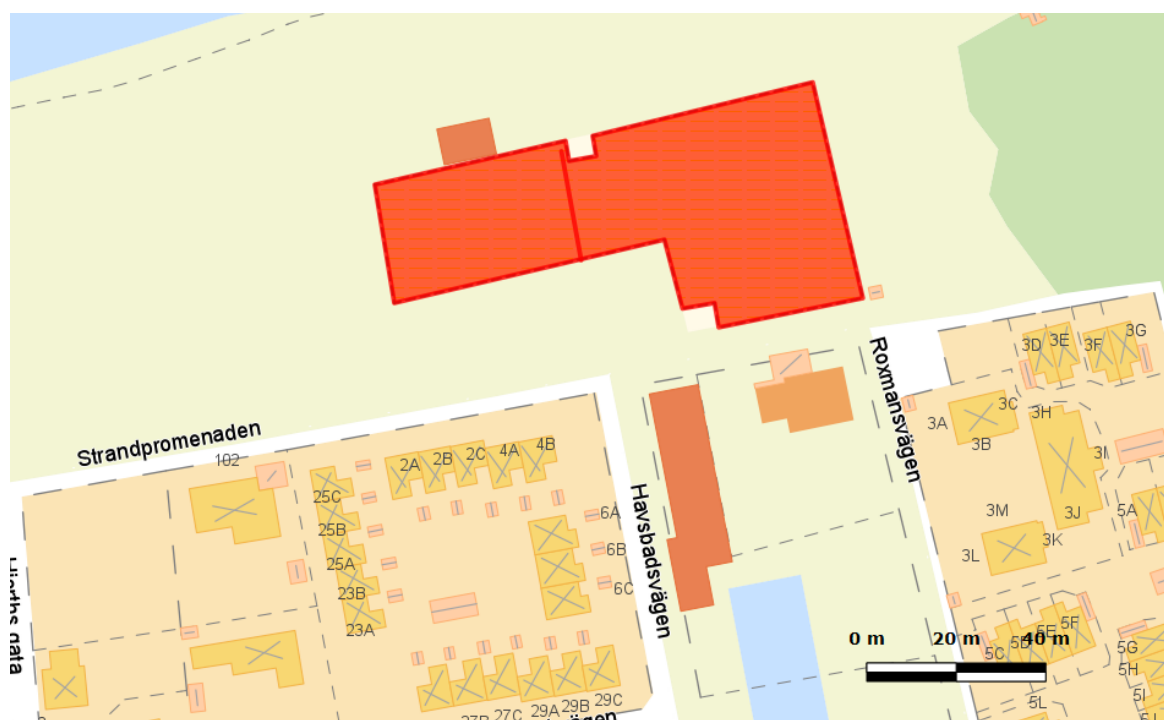 Strandpromenaden
Roxmansvägen
Havsbadsvägen
102
25C
25B
25A
23B
23A
2A
2B
2C
4A
4B
6A
6B
6C
27C
29A
29B
29C
3A
3B
3C
3D
3E
3F
3G
3H
3I
3J
3K
3L
3M
5A
5C
5E
5F
5G
5H
5I
5L
0 m 20 m 40 m